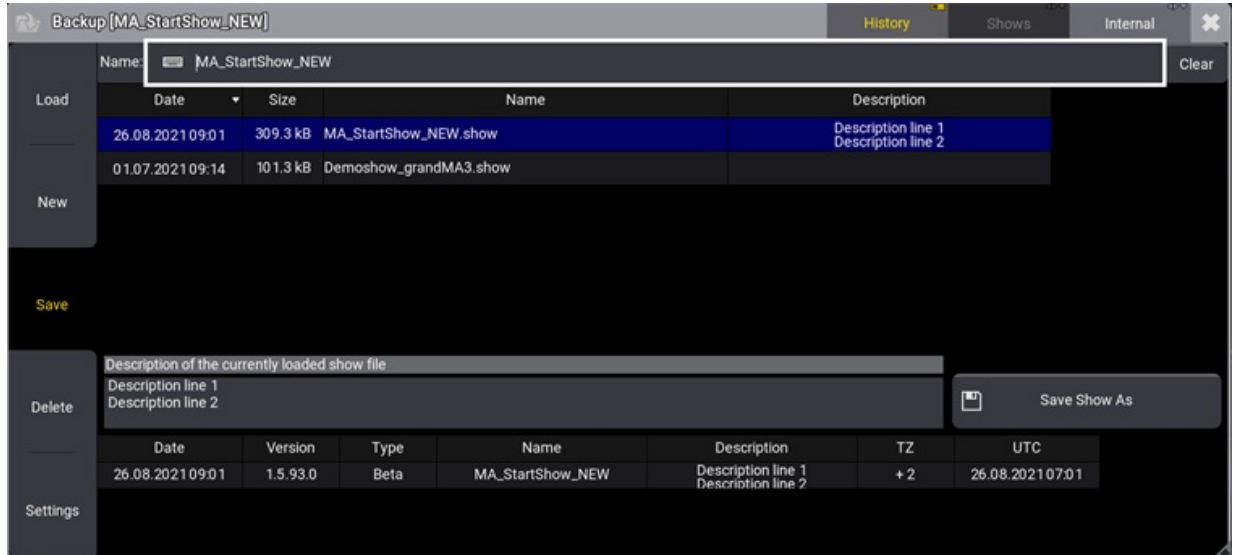 Backup [MA_StartShow_NEW] History Shows Internal
Name: MA_StartShow_NEW Clear
Load Date Size Name Description
26.08.2021 09:01 309.3 kB MA_StartShow_NEW.show Description line 1
Description line 2
01.07.2021 09:14 101.3 kB Demoshow_grandMA3.show
New
Save
Description of the currently loaded show file
Description line 1
Description line 2
Delete Save Show As
Date Version Type Name Description TZ UTC
26.08.2021 09:01 1.5.93.0 Beta MA_StartShow_NEW Description line 1 + 2 26.08.2021 07:01
Description line 2
Settings